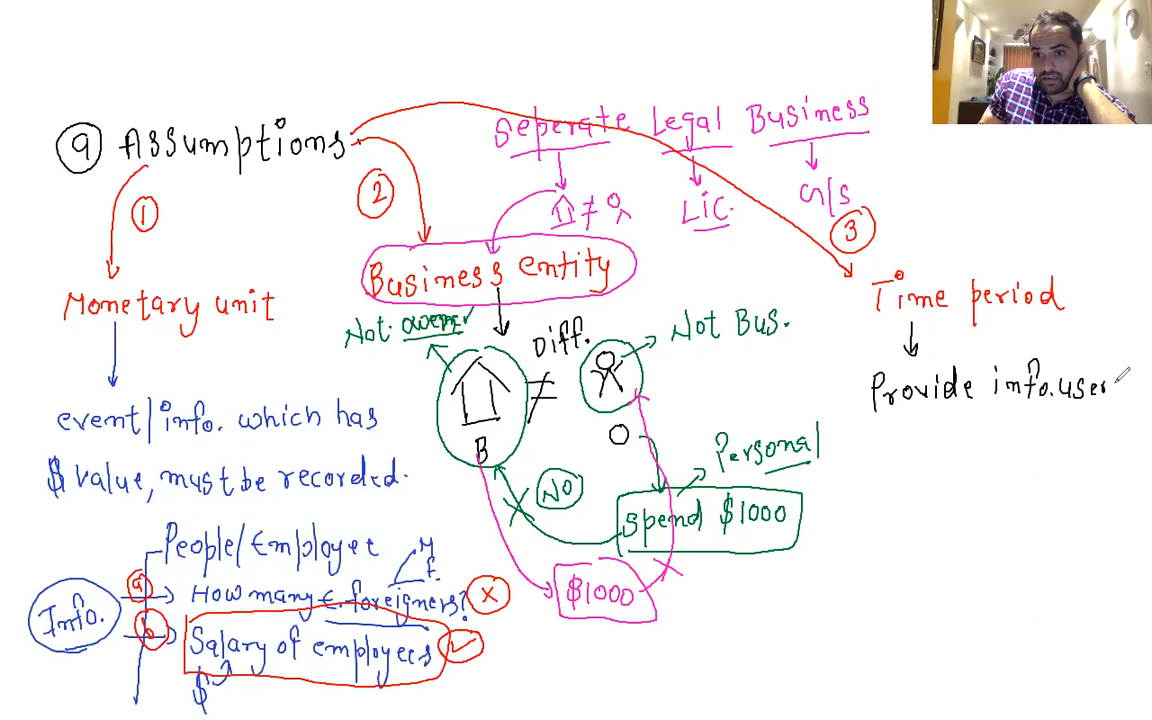 9 Assumptions
1
Monetary unit
event/info. which has
$ value, must be recorded.
Info.
People/Employee
a How many E. foreigners? X
M
F.
b Salary of employees ✓
$
2
Seperate Legal Business
LIC.
Business entity
Not owner
Diff.
Not Bus.
≠
B
O
Personal
Spend $1000
NO
$1000
3
Time period
Provide info. user